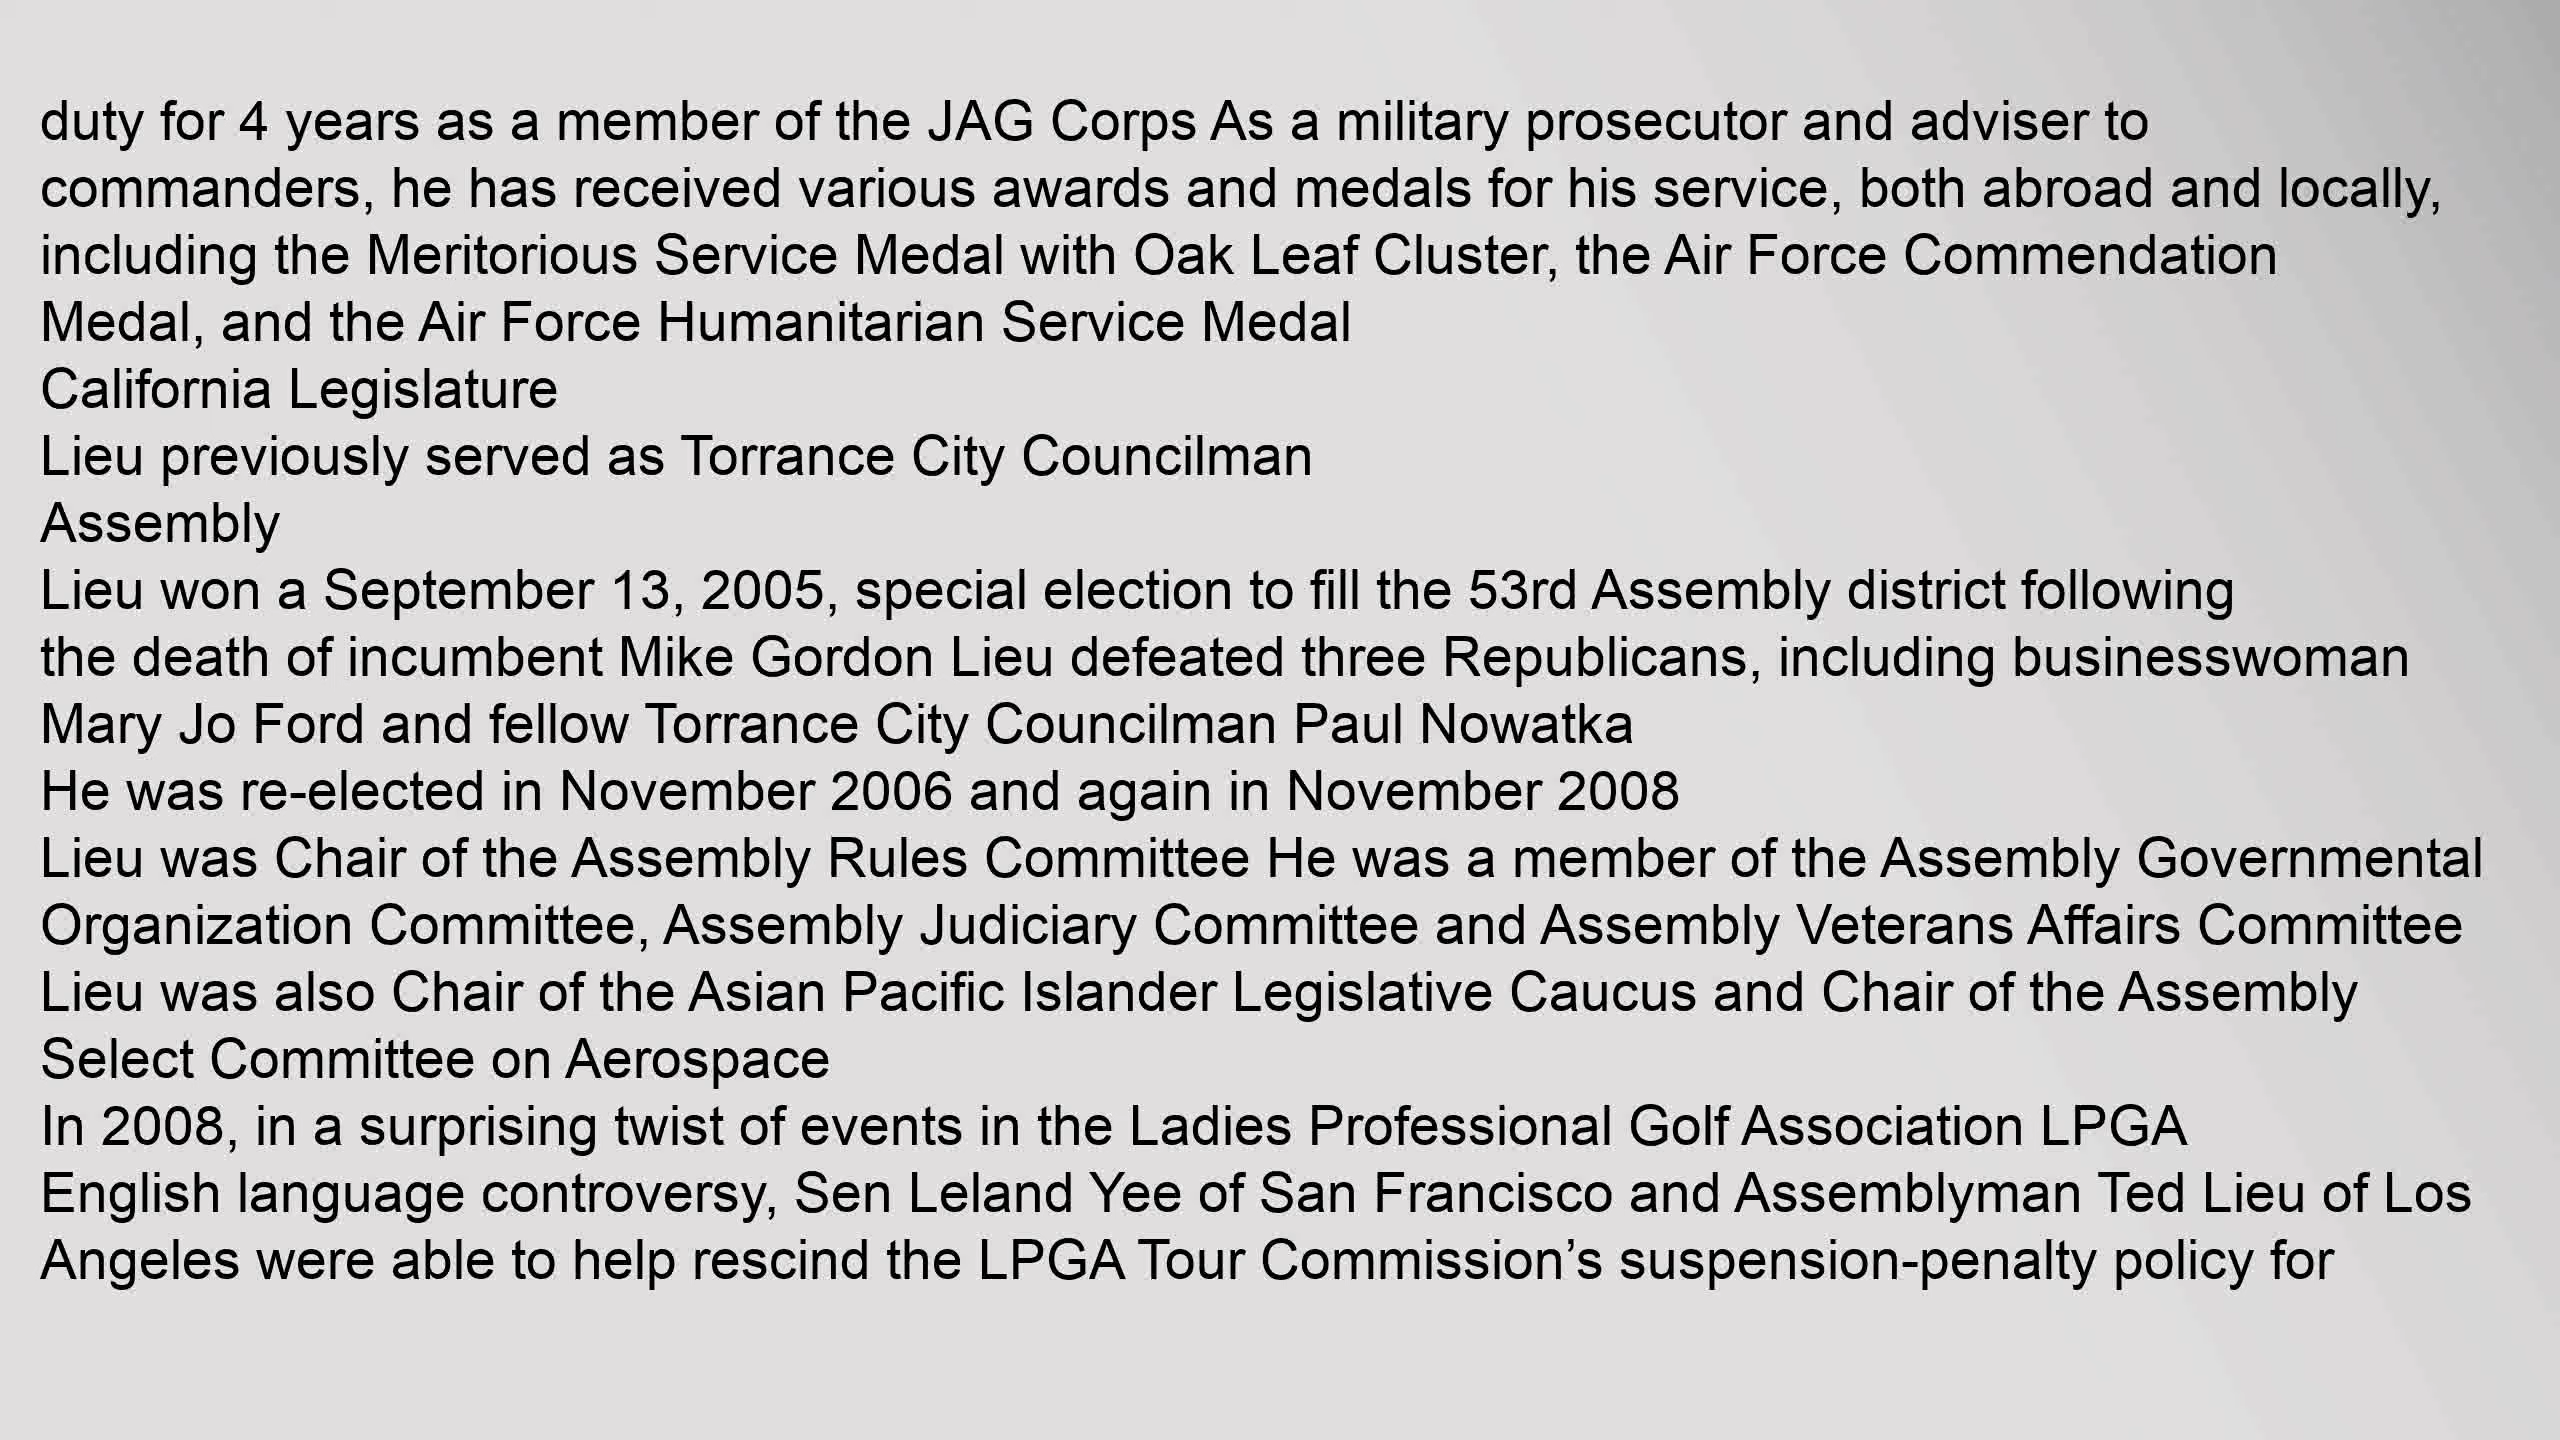 duty for 4 years as a member of the JAG Corps As a military prosecutor and adviser to
commanders, he has received various awards and medals for his service, both abroad and locally,
including the Meritorious Service Medal with Oak Leaf Cluster, the Air Force Commendation
Medal, and the Air Force Humanitarian Service Medal
California Legislature
Lieu previously served as Torrance City Councilman
Assembly
Lieu won a September 13, 2005, special election to fill the 53rd Assembly district following
the death of incumbent Mike Gordon Lieu defeated three Republicans, including businesswoman
Mary Jo Ford and fellow Torrance City Councilman Paul Nowatka
He was re-elected in November 2006 and again in November 2008
Lieu was Chair of the Assembly Rules Committee He was a member of the Assembly Governmental
Organization Committee, Assembly Judiciary Committee and Assembly Veterans Affairs Committee
Lieu was also Chair of the Asian Pacific Islander Legislative Caucus and Chair of the Assembly
Select Committee on Aerospace
In 2008, in a surprising twist of events in the Ladies Professional Golf Association LPGA
English language controversy, Sen Leland Yee of San Francisco and Assemblyman Ted Lieu of Los
Angeles were able to help rescind the LPGA Tour Commission’s suspension-penalty policy for